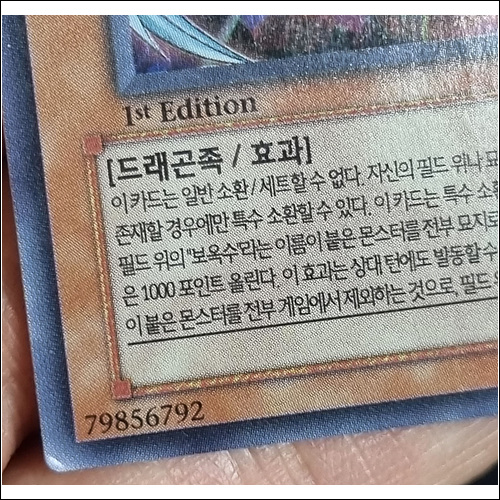 1st Edition
[드래곤족 / 효과]
이 카드는 일반 소환 / 세트할 수 없다. 자신의 필드 위나
존재할 경우에만 특수 소환할 수 있다. 이 카드는 특수
필드 위의 "보옥수"라는 이름이 붙은 몬스터를 전부 묘지로
은 1000 포인트 올린다. 이 효과는 상대 턴에도 발동할 수
이 붙은 몬스터를 전부 게임에서 제외하는 것으로, 필드
79856792